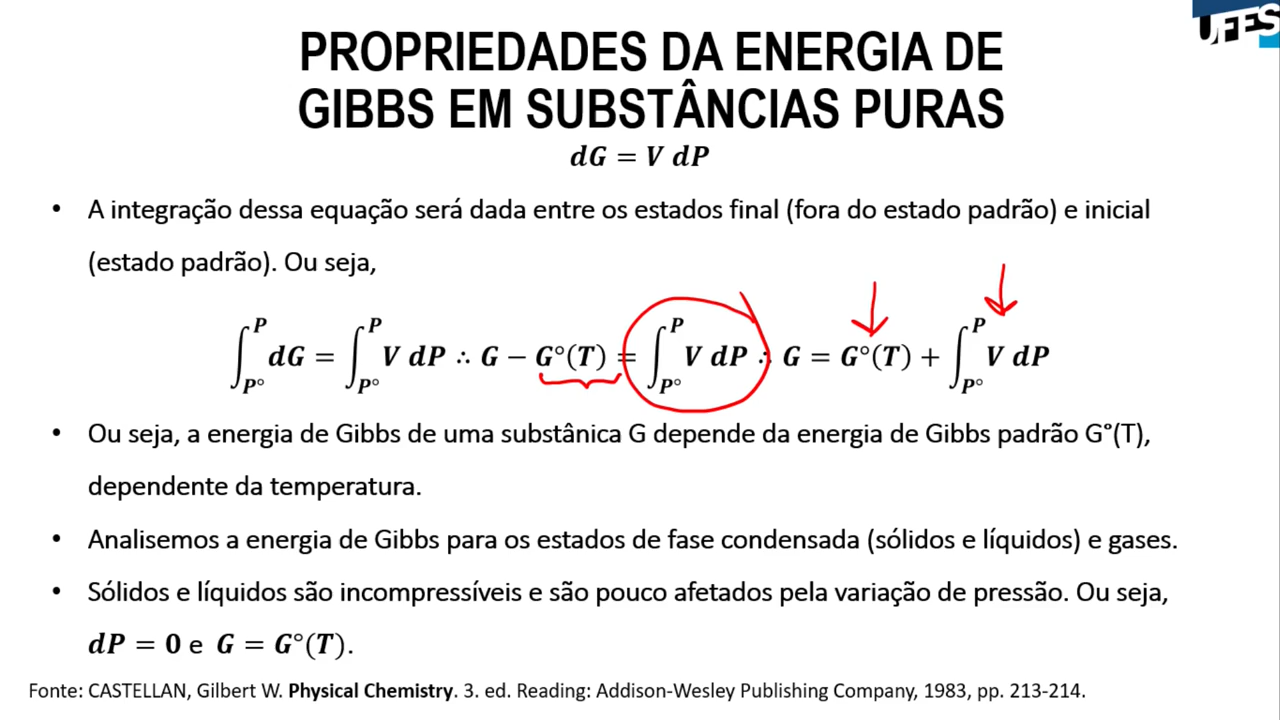 UFES
PROPRIEDADES DA ENERGIA DE
GIBBS EM SUBSTÂNCIAS PURAS
dG = V dP
• A integração dessa equação será dada entre os estados final (fora do estado padrão) e inicial
(estado padrão). Ou seja,
∫_{P°}^{P} dG = ∫_{P°}^{P} V dP ∴ G − G°(T) = ∫_{P°}^{P} V dP ∴ G = G°(T) + ∫_{P°}^{P} V dP
• Ou seja, a energia de Gibbs de uma substânica G depende da energia de Gibbs padrão G°(T),
dependente da temperatura.
• Analisemos a energia de Gibbs para os estados de fase condensada (sólidos e líquidos) e gases.
• Sólidos e líquidos são incompressíveis e são pouco afetados pela variação de pressão. Ou seja,
dP = 0 e G = G°(T).
Fonte: CASTELLAN, Gilbert W. Physical Chemistry. 3. ed. Reading: Addison-Wesley Publishing Company, 1983, pp. 213-214.